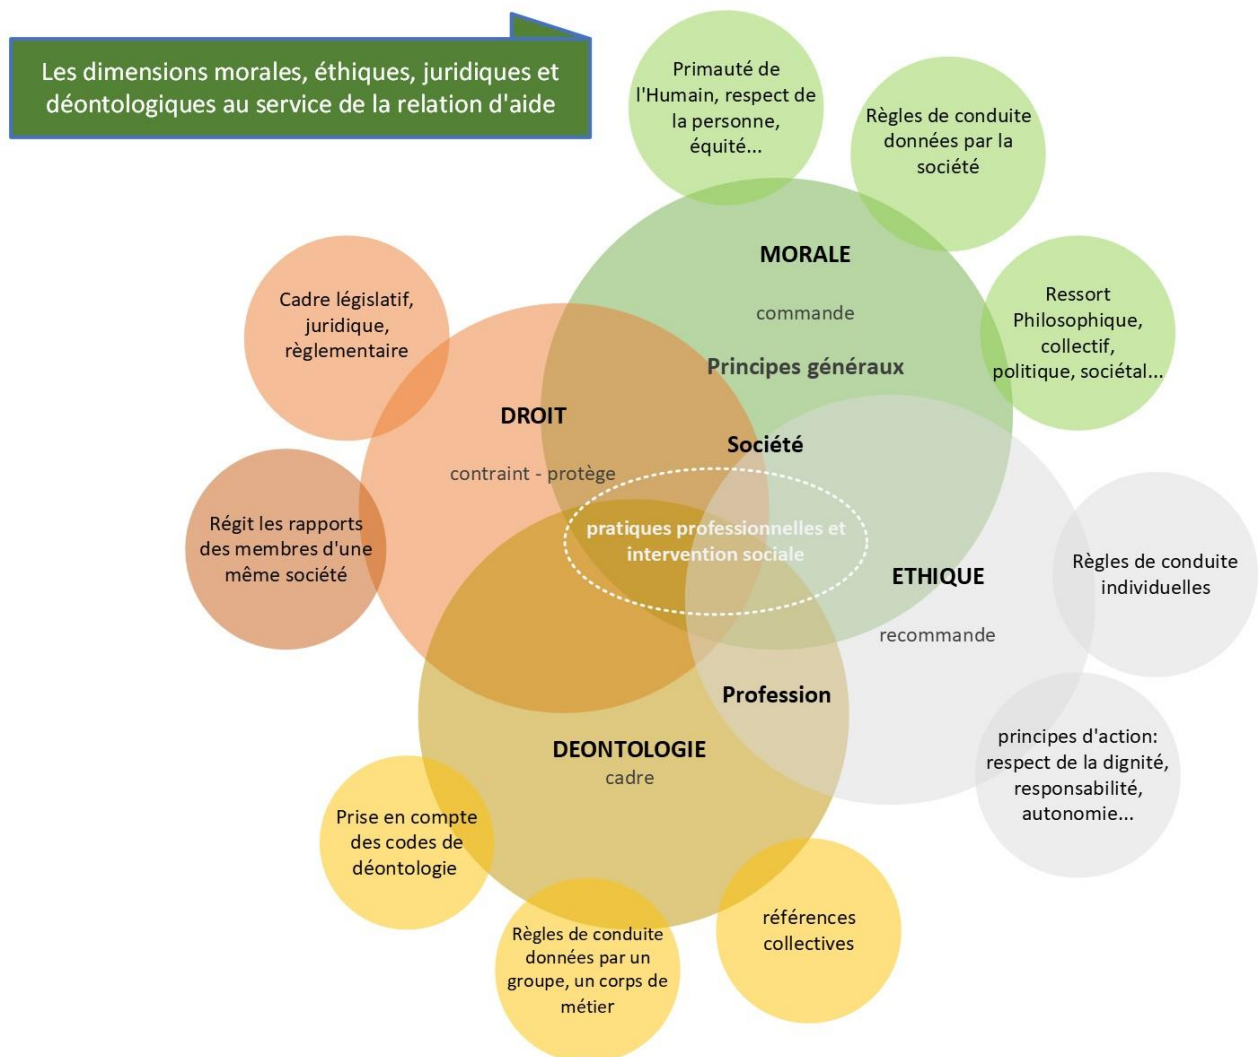 Les dimensions morales, éthiques, juridiques et
déontologiques au service de la relation d'aide
Primauté de
l'Humain, respect de
la personne,
équité...
Règles de conduite
données par la
société
MORALE
commande
Principes généraux
Ressort
Philosophique,
collectif,
politique, sociétal...
Cadre législatif,
juridique,
règlementaire
DROIT
contraint - protège
Société
Régit les rapports
des membres d'une
même société
pratiques professionnelles et
intervention sociale
ETHIQUE
recommande
Règles de conduite
individuelles
principes d'action:
respect de la dignité,
responsabilité,
autonomie...
Profession
DEONTOLOGIE
cadre
Prise en compte
des codes de
déontologie
Règles de conduite
données par un
groupe, un corps de
métier
références
collectives